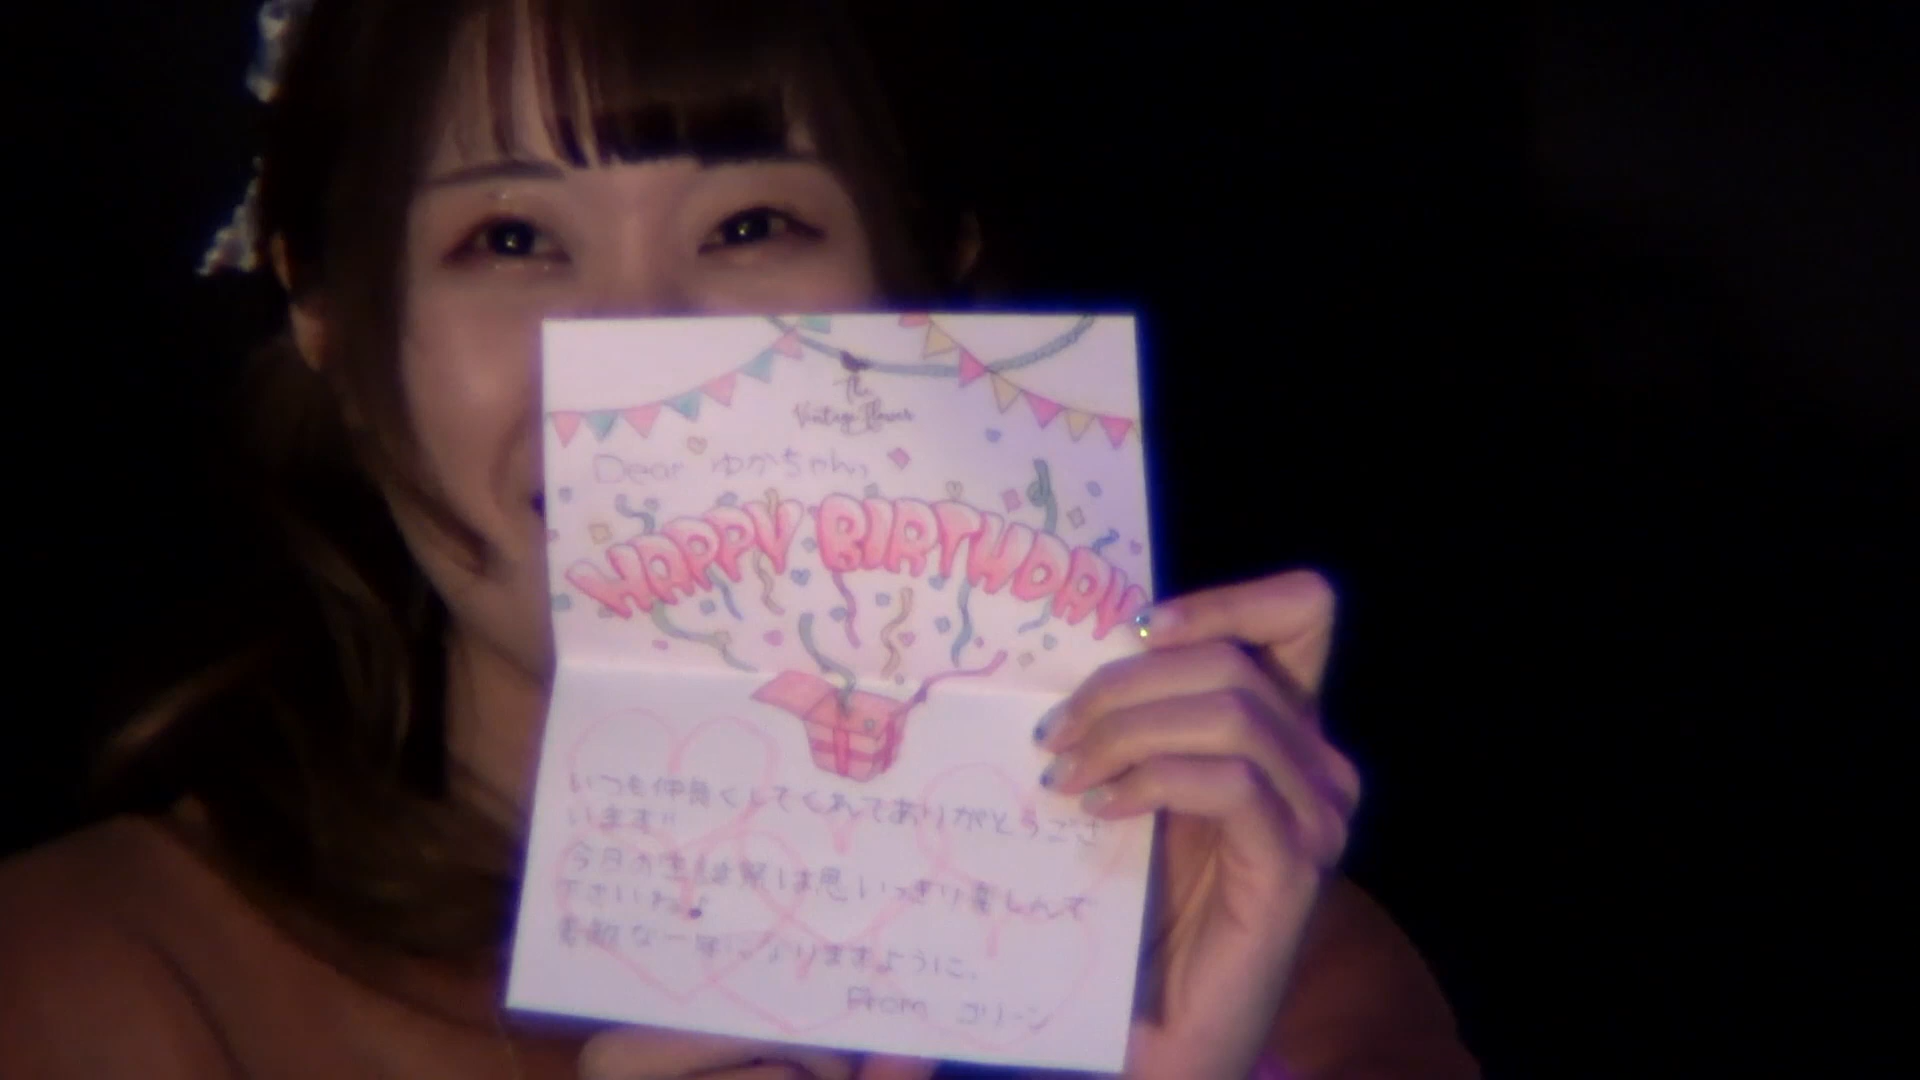 The
Vintage Flower
Dear ゆかちゃん
HAPPY BIRTHDAY
いつも仲良くしてくれてありがとうござ
います!!
今月の生誕祭は思いっきり楽しんで
下さいね♪
素敵な一年になりますように。
From コリーン